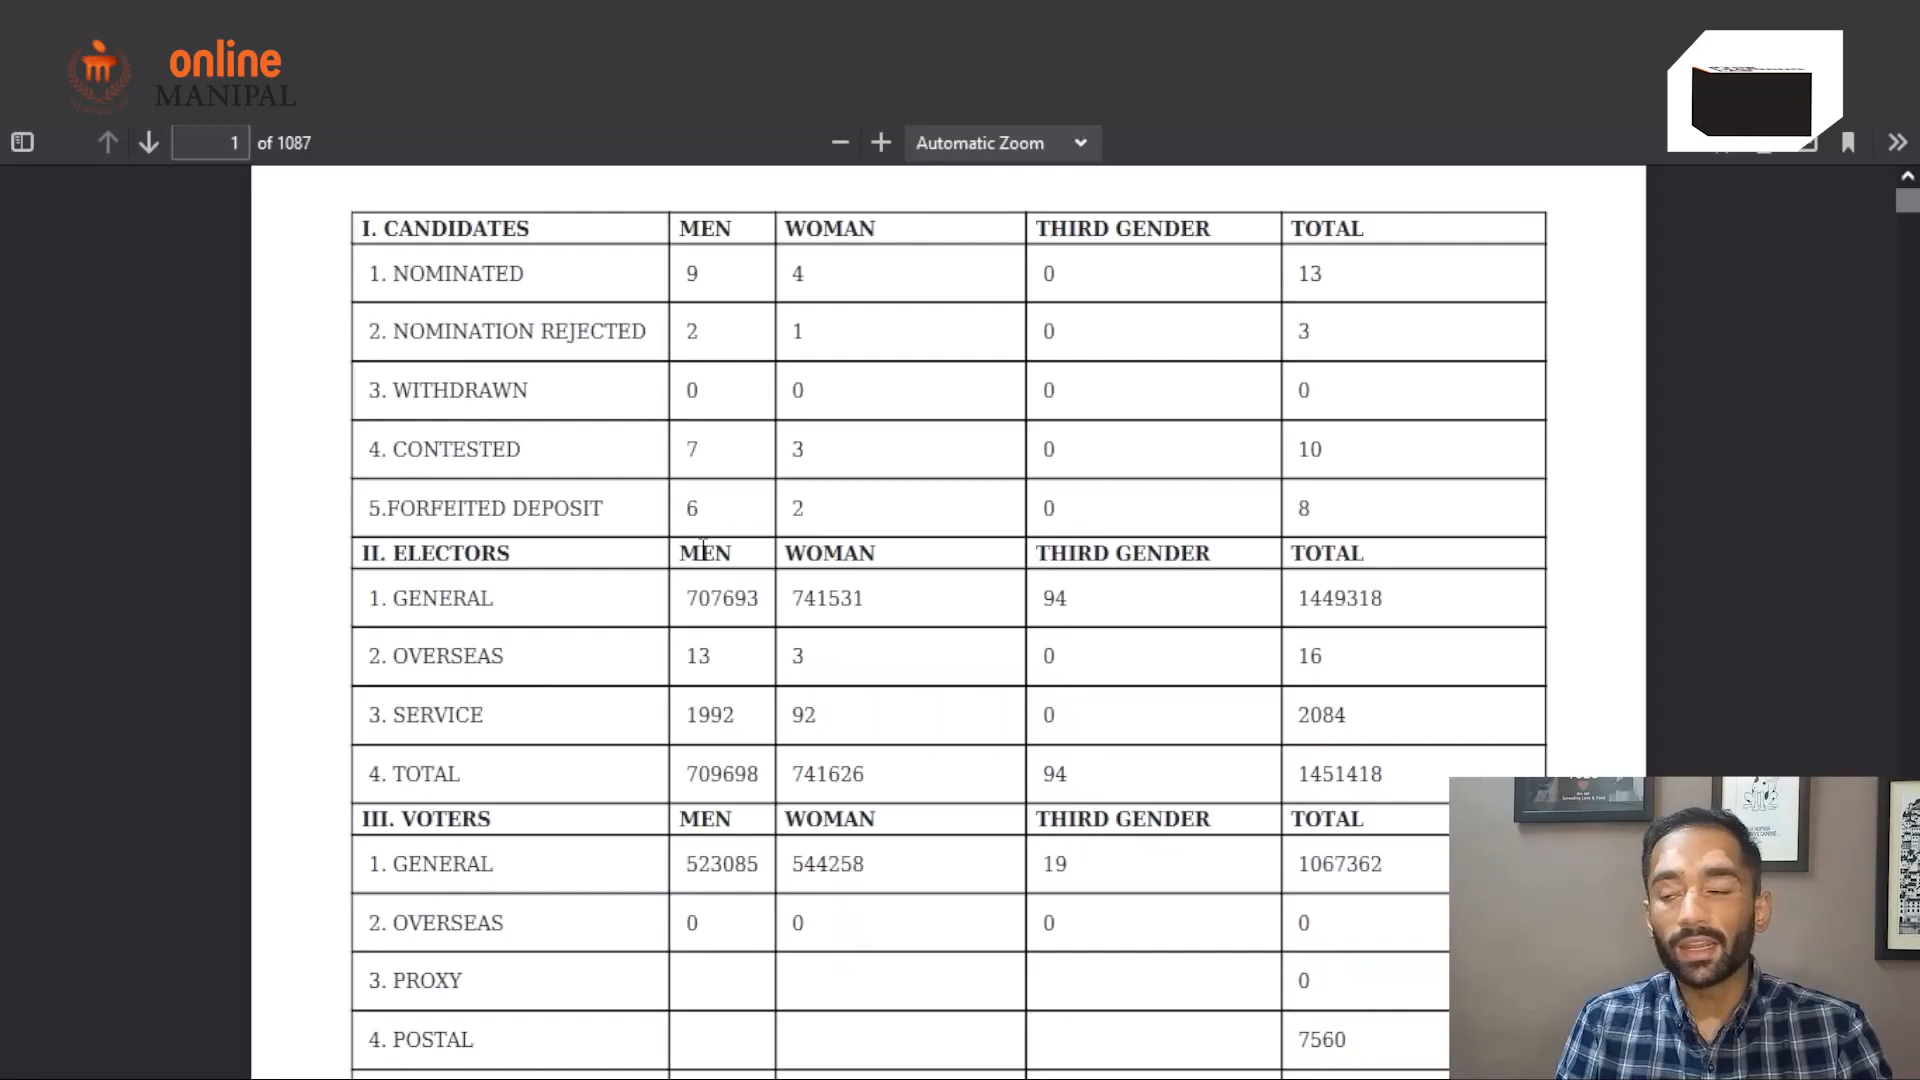 online
MANIPAL
1 of 1087
Automatic Zoom
I. CANDIDATES MEN WOMAN THIRD GENDER TOTAL
1. NOMINATED 9 4 0 13
2. NOMINATION REJECTED 2 1 0 3
3. WITHDRAWN 0 0 0 0
4. CONTESTED 7 3 0 10
5.FORFEITED DEPOSIT 6 2 0 8
II. ELECTORS MEN WOMAN THIRD GENDER TOTAL
1. GENERAL 707693 741531 94 1449318
2. OVERSEAS 13 3 0 16
3. SERVICE 1992 92 0 2084
4. TOTAL 709698 741626 94 1451418
III. VOTERS MEN WOMAN THIRD GENDER TOTAL
1. GENERAL 523085 544258 19 1067362
2. OVERSEAS 0 0 0 0
3. PROXY 0
4. POSTAL 7560